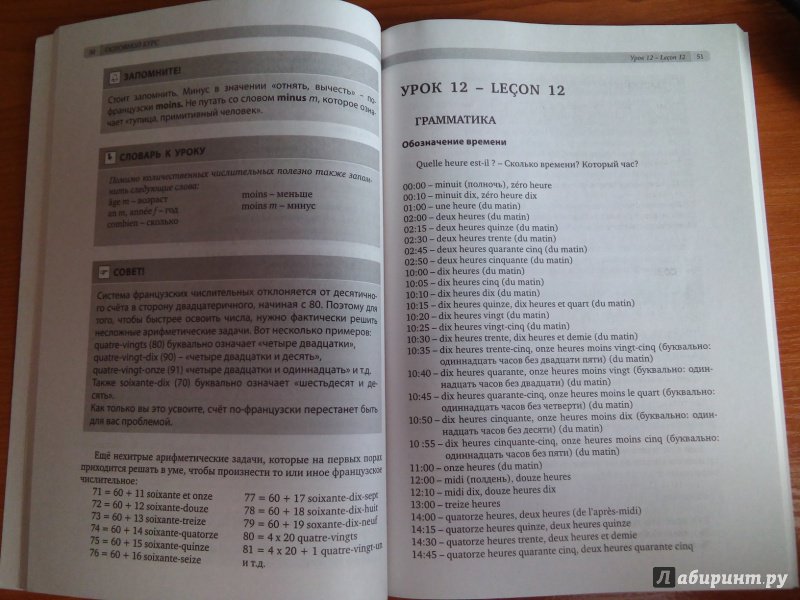 50 ОСНОВНОЙ КУРС
ЗАПОМНИТЕ!
Стоит запомнить, Минус в значении «отнять, вычесть» – по-
французски moins. Не путать со словом minus m, которое озна-
чает «тупица, примитивный человек».
СЛОВАРЬ К УРОКУ
Помимо количественных числительных полезно также запом-
нить следующие слова:
âge m – возраст
an m, année f – год
combien – сколько
moins – меньше
moins m – минус
СОВЕТ!
Система французских числительных отклоняется от десятично-
го счёта в сторону двадцатеричного, начиная с 80. Поэтому для
того, чтобы быстрее освоить числа, нужно фактически решить
несложные арифметические задачи. Вот несколько примеров:
quatre-vingts (80) буквально означает «четыре двадцатки»,
quatre-vingt-dix (90) – «четыре двадцатки и десять»,
quatre-vingt-onze (91) «четыре двадцатки и одиннадцать» и т.д.
Также soixante-dix (70) буквально означает «шестьдесят и де-
сять».
Как только вы это усвоите, счёт по-французски перестанет быть
для вас проблемой.
Ещё нехитрые арифметические задачи, которые на первых порах
приходится решать в уме, чтобы произнести то или иное французское
числительное:
71 = 60 + 11 soixante et onze
72 = 60 + 12 soixante-douze
73 = 60 + 13 soixante-treize
74 = 60 + 14 soixante-quatorze
75 = 60 + 15 soixante-quinze
76 = 60 + 16 soixante-seize
77 = 60 + 17 soixante-dix-sept
78 = 60 + 18 soixante-dix-huit
79 = 60 + 19 soxante-dix-neuf
80 = 4 x 20 quatre-vingts
81 = 4 x 20 + 1 quatre-vingt-un
и т.д.
Урок 12 – Leçon 12 51
УРОК 12 – LEÇON 12
ГРАММАТИКА
Обозначение времени
Quelle heure est-il ? – Сколько времени? Который час?
00:00 – minuit (полночь), zéro heure
00:10 – minuit dix, zéro heure dix
01:00 – une heure (du matin)
02:00 – deux heures (du matin)
02:15 – deux heures quinze (du matin)
02:30 – deux heures trente (du matin)
02:45 – deux heures quarante cinq (du matin)
02:50 – deux heures cinquante (du matin)
10:00 – dix heures (du matin)
10:05 – dix heures cinq (du matin)
10:10 – dix heures dix (du matin)
10:15 – dix heures quinze, dix heures et quart (du matin)
10:20 – dix heures vingt (du matin)
10:25 – dix heures vingt-cinq (du matin)
10:30 – dix heures trente, dix heures et demie (du matin)
10:35 – dix heures trente-cinq, onze heures moins vingt-cinq (буквально:
одиннадцать часов без двадцати пяти) (du matin)
10:40 – dix heures quarante, onze heures moins vingt (буквально: один-
надцать часов без двадцати) (du matin)
10:45 – dix heures quarante-cinq, onze heures moins le quart (буквально:
одиннадцать часов без четверти) (du matin)
10:50 – dix heures cinquante, onze heures moins dix (буквально: один-
надцать часов без десяти) (du matin)
10 :55 – dix heures cinquante-cinq, onze heures moins cinq (буквально:
одиннадцать часов без пяти) (du matin)
11:00 – onze heures (du matin)
12:00 – midi (полдень), douze heures
12:10 – midi dix, douze heures dix
13:00 – treize heures
14:00 – quatorze heures, deux heures (de l'après-midi)
14:15 – quatorze heures quinze, deux heures quinze
14:30 – quatorze heures trente, deux heures et demie
14:45 – quatorze heures quarante cinq, deux heures quarante cinq
Лабиринт.ру